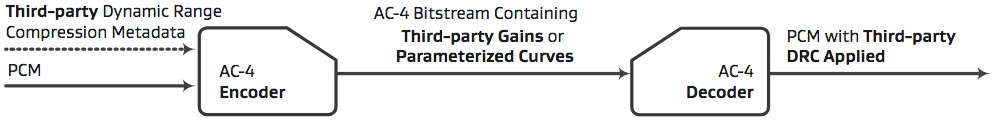 Third-party Dynamic Range
Compression Metadata
PCM
AC-4
Encoder
AC-4 Bitstream Containing
Third-party Gains or
Parameterized Curves
AC-4
Decoder
PCM with Third-party
DRC Applied